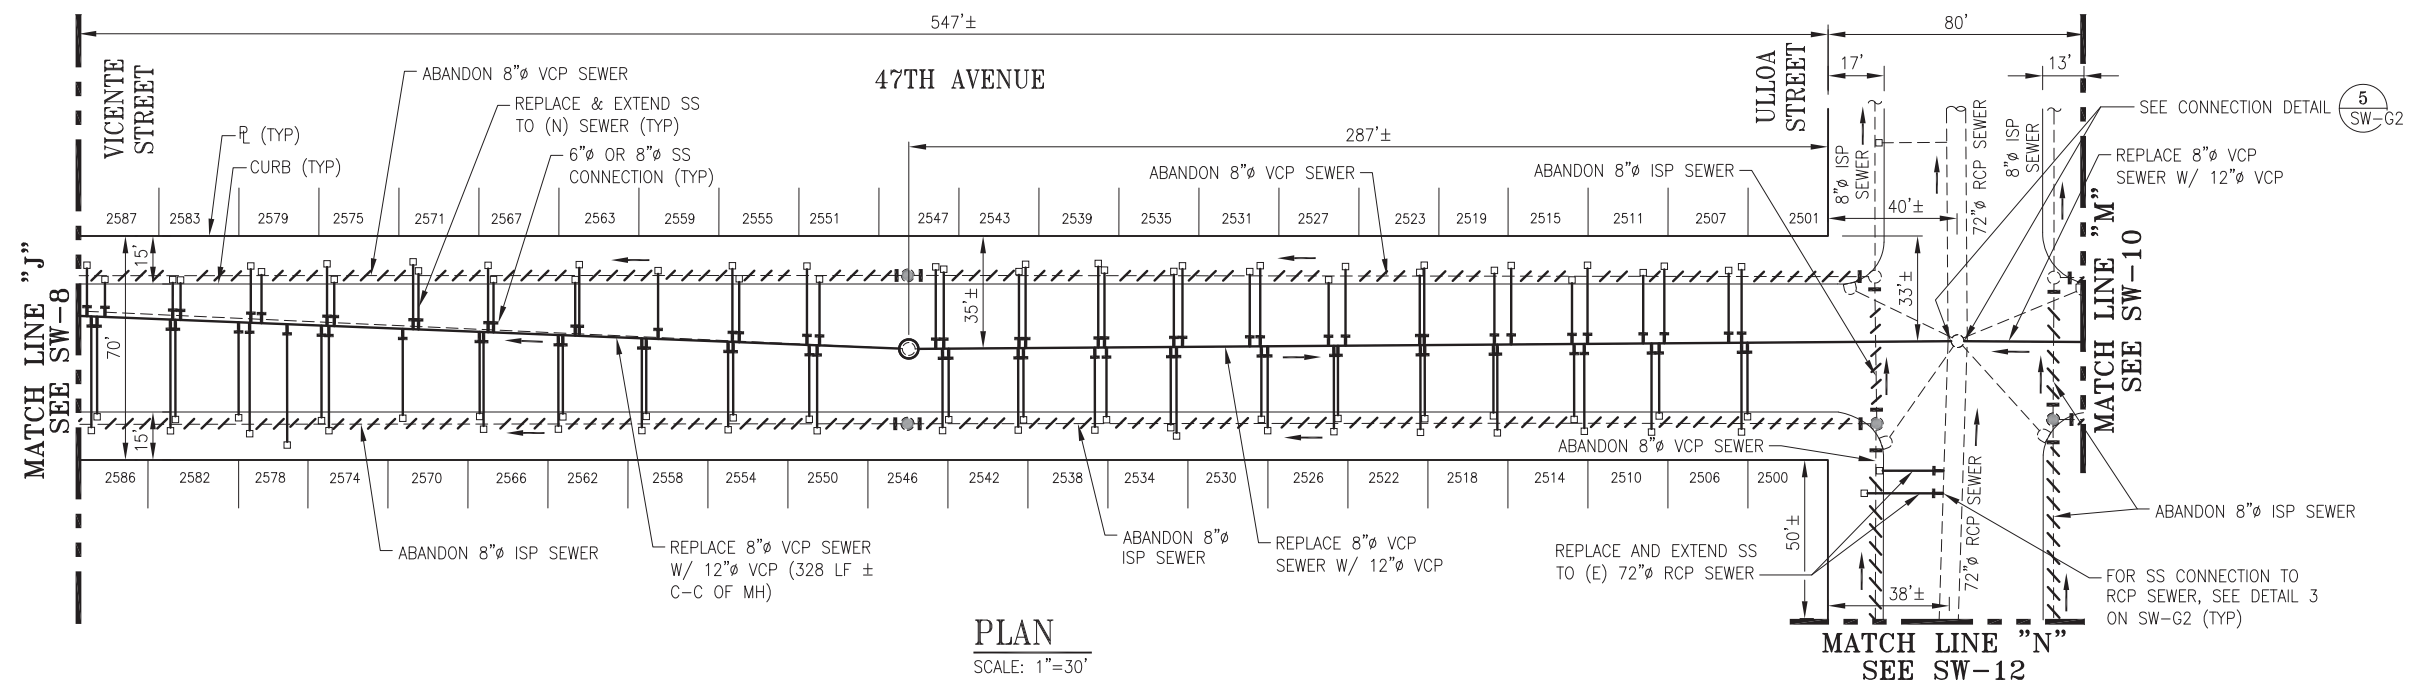 547'±
80'
VICENTE
STREET
ABANDON 8"ø VCP SEWER
47TH AVENUE
ULLOA
STREET
17'
13'
REPLACE & EXTEND SS
TO (N) SEWER (TYP)
SEE CONNECTION DETAIL
5
SW-G2
℄ (TYP)
287'±
6"ø OR 8"ø SS
CONNECTION (TYP)
CURB (TYP)
ABANDON 8"ø VCP SEWER
ABANDON 8"ø ISP SEWER
8"ø ISP
SEWER
72"ø RCP SEWER
8"ø ISP
SEWER
REPLACE 8"ø VCP
SEWER W/ 12"ø VCP
2587 2583 2579 2575 2571 2567 2563 2559 2555 2551 2547 2543 2539 2535 2531 2527 2523 2519 2515 2511 2507 2501
40'±
15'
35'±
33'±
70'
15'
MATCH LINE "J"
SEE SW-8
MATCH LINE "M"
SEE SW-10
ABANDON 8"ø VCP SEWER
2586 2582 2578 2574 2570 2566 2562 2558 2554 2550 2546 2542 2538 2534 2530 2526 2522 2518 2514 2510 2506 2500
72"ø RCP SEWER
50'±
ABANDON 8"ø ISP SEWER
ABANDON 8"ø ISP SEWER
REPLACE 8"ø VCP SEWER
W/ 12"ø VCP (328 LF ±
C-C OF MH)
ABANDON 8"ø
ISP SEWER
REPLACE 8"ø VCP
SEWER W/ 12"ø VCP
REPLACE AND EXTEND SS
TO (E) 72"ø RCP SEWER
FOR SS CONNECTION TO
RCP SEWER, SEE DETAIL 3
ON SW-G2 (TYP)
38'±
PLAN
SCALE: 1"=30'
MATCH LINE "N"
SEE SW-12